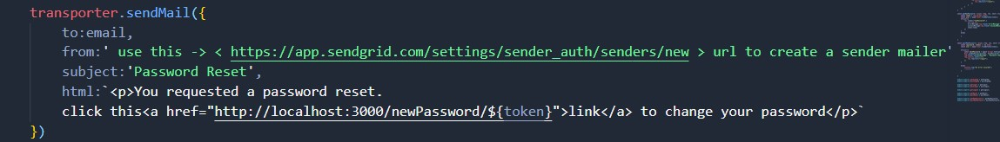 transporter.sendMail({
to:email,
from:' use this -> < https://app.sendgrid.com/settings/sender_auth/senders/new > url to create a sender mailer'
subject:'Password Reset',
html:`<p>You requested a password reset.
click this<a href="http://localhost:3000/newPassword/${token}">link</a> to change your password</p>`
})